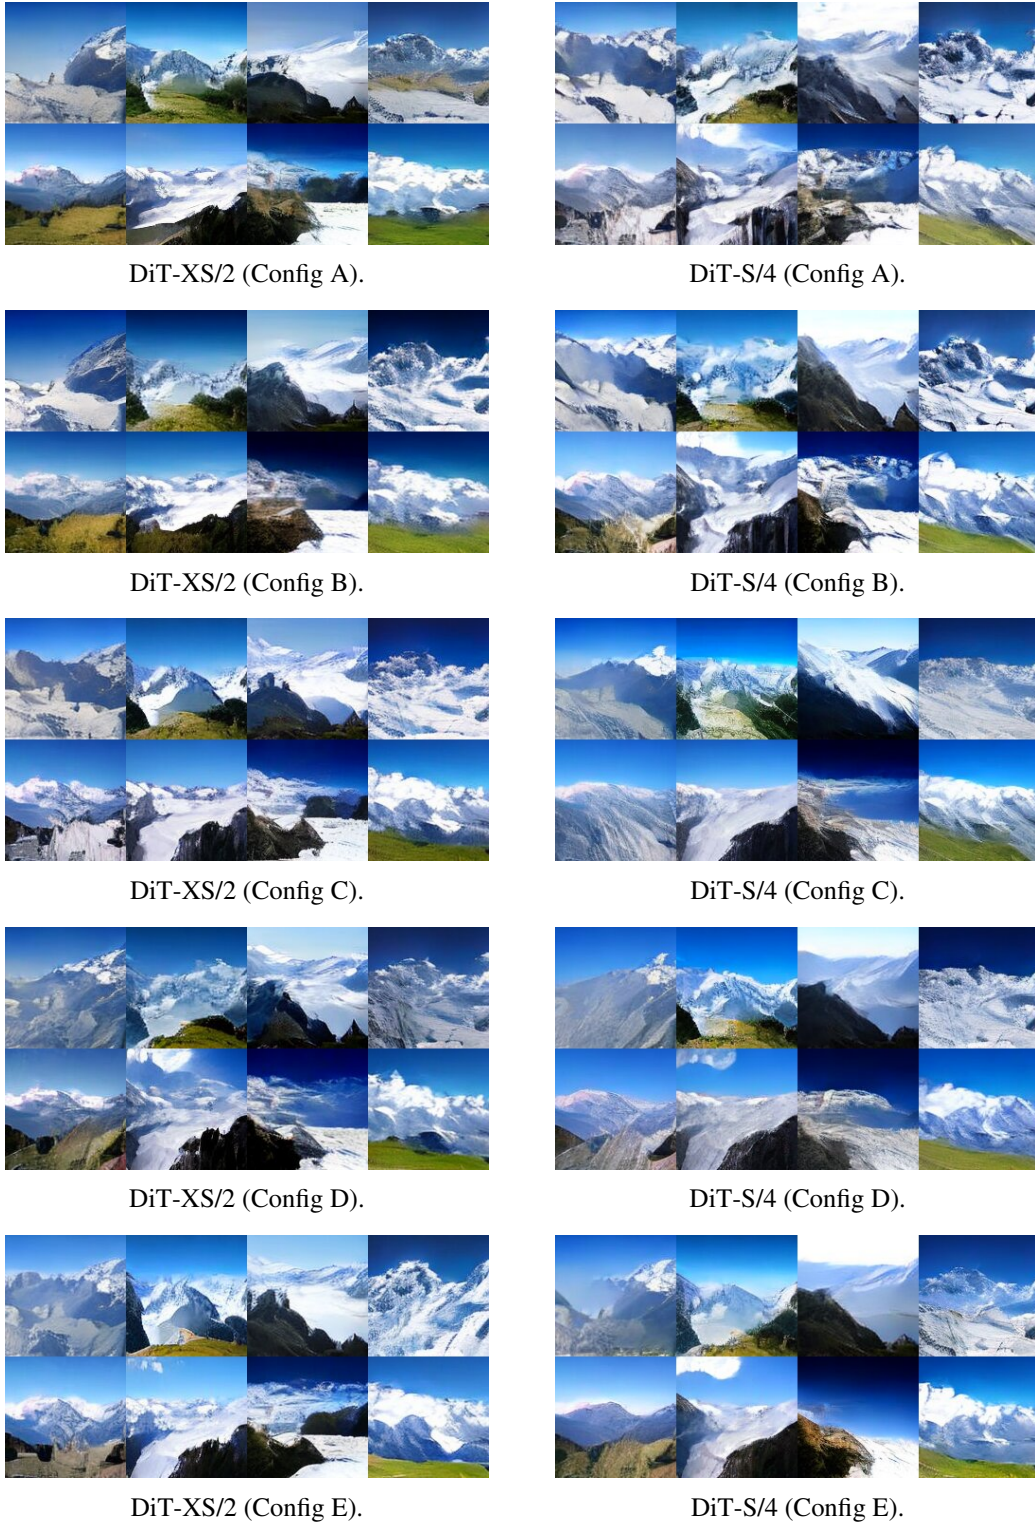 DiT-XS/2 (Config A).
DiT-S/4 (Config A).
DiT-XS/2 (Config B).
DiT-S/4 (Config B).
DiT-XS/2 (Config C).
DiT-S/4 (Config C).
DiT-XS/2 (Config D).
DiT-S/4 (Config D).
DiT-XS/2 (Config E).
DiT-S/4 (Config E).